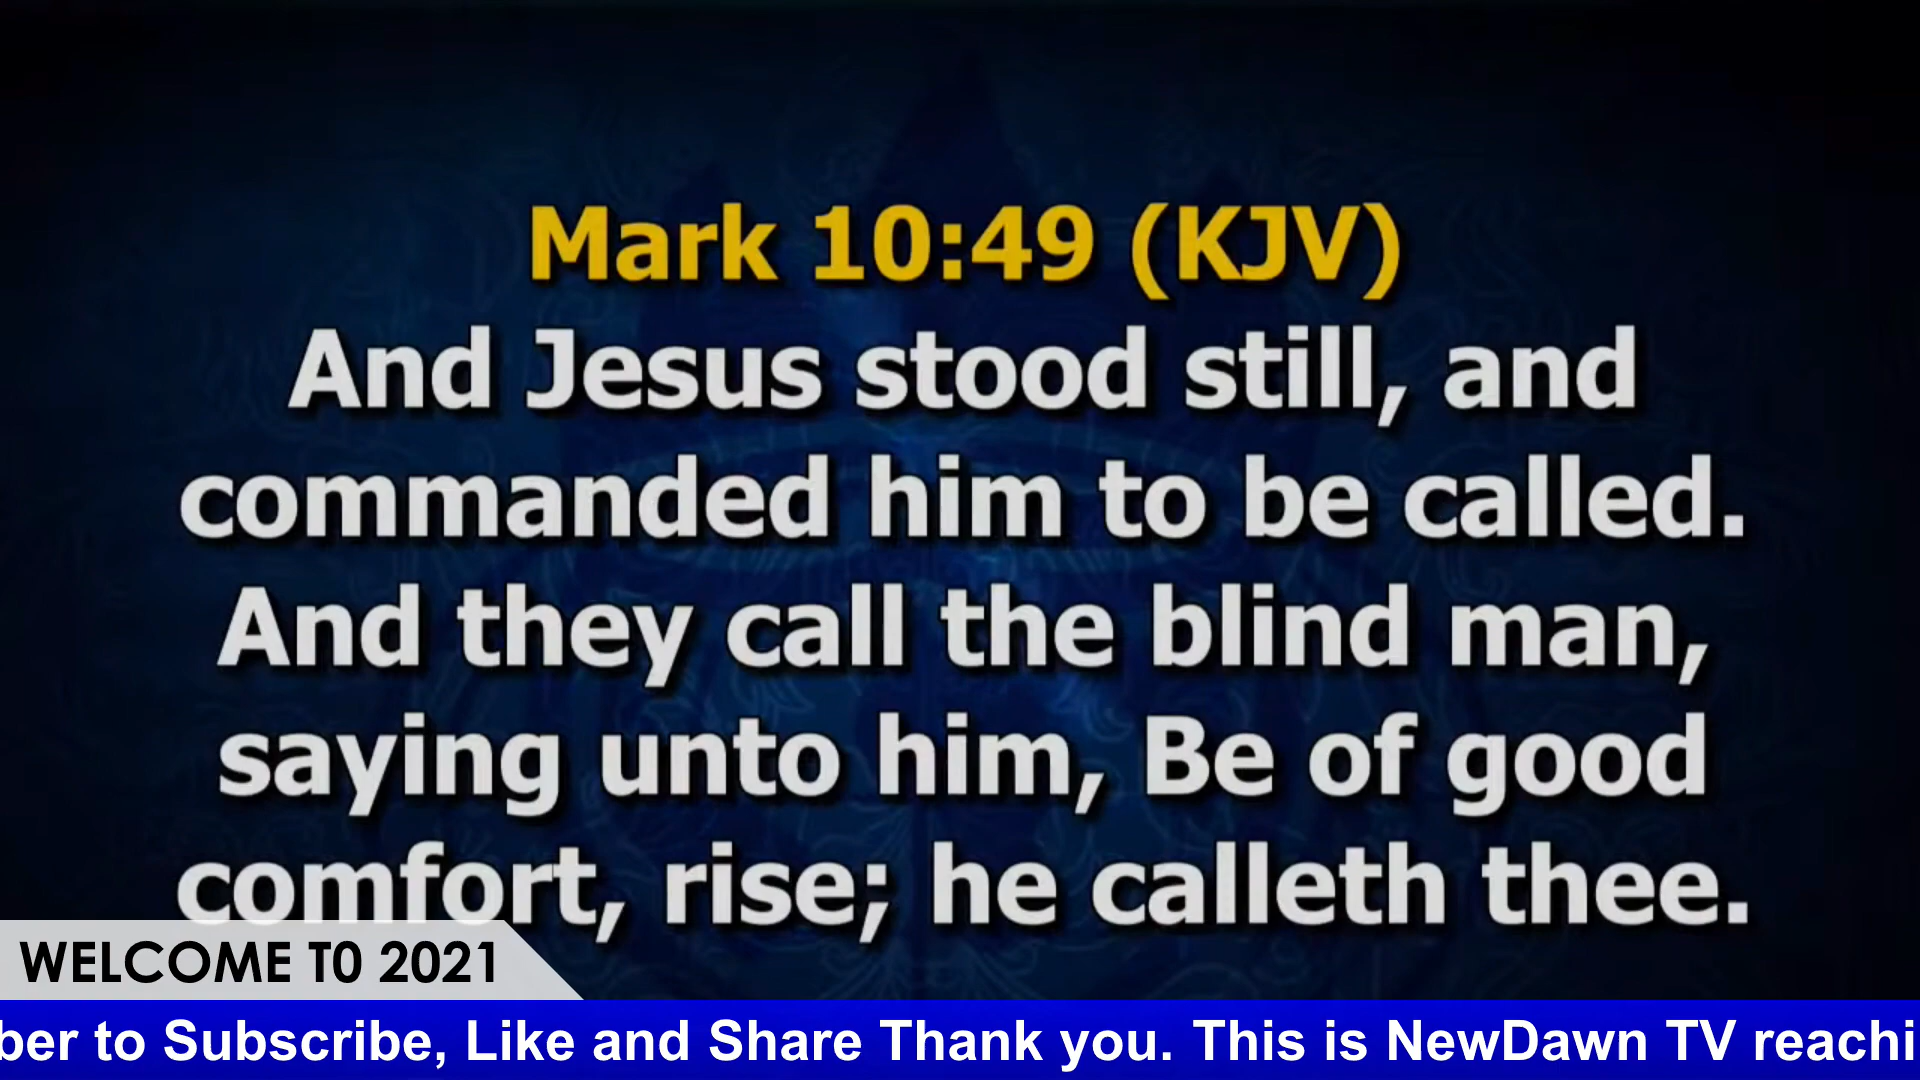 Mark 10:49 (KJV)
And Jesus stood still, and
commanded him to be called.
And they call the blind man,
saying unto him, Be of good
comfort, rise; he calleth thee.
WELCOME T0 2021
ber to Subscribe, Like and Share Thank you. This is NewDawn TV reachi